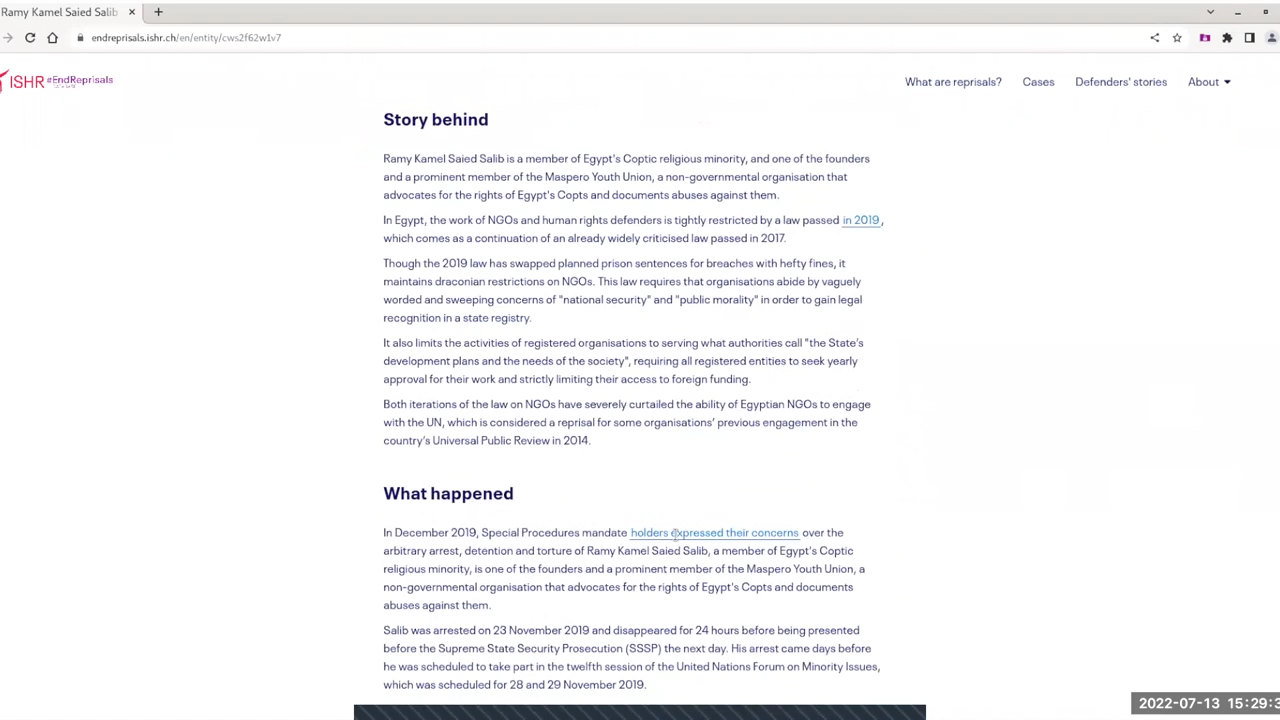 Ramy Kamel Saied Salib
endreprisals.ishr.ch/en/entity/cws2f62w1v7
ISHR #EndReprisals
What are reprisals? Cases Defenders' stories About
Story behind
Ramy Kamel Saied Salib is a member of Egypt's Coptic religious minority, and one of the founders
and a prominent member of the Maspero Youth Union, a non-governmental organisation that
advocates for the rights of Egypt's Copts and documents abuses against them.
In Egypt, the work of NGOs and human rights defenders is tightly restricted by a law passed in 2019,
which comes as a continuation of an already widely criticised law passed in 2017.
Though the 2019 law has swapped planned prison sentences for breaches with hefty fines, it
maintains draconian restrictions on NGOs. This law requires that organisations abide by vaguely
worded and sweeping concerns of "national security" and "public morality" in order to gain legal
recognition in a state registry.
It also limits the activities of registered organisations to serving what authorities call "the State's
development plans and the needs of the society", requiring all registered entities to seek yearly
approval for their work and strictly limiting their access to foreign funding.
Both iterations of the law on NGOs have severely curtailed the ability of Egyptian NGOs to engage
with the UN, which is considered a reprisal for some organisations' previous engagement in the
country's Universal Public Review in 2014.
What happened
In December 2019, Special Procedures mandate holders expressed their concerns over the
arbitrary arrest, detention and torture of Ramy Kamel Saied Salib, a member of Egypt's Coptic
religious minority, is one of the founders and a prominent member of the Maspero Youth Union, a
non-governmental organisation that advocates for the rights of Egypt's Copts and documents
abuses against them.
Salib was arrested on 23 November 2019 and disappeared for 24 hours before being presented
before the Supreme State Security Prosecution (SSSP) the next day. His arrest came days before
he was scheduled to take part in the twelfth session of the United Nations Forum on Minority Issues,
which was scheduled for 28 and 29 November 2019.
2022-07-13 15:29:3